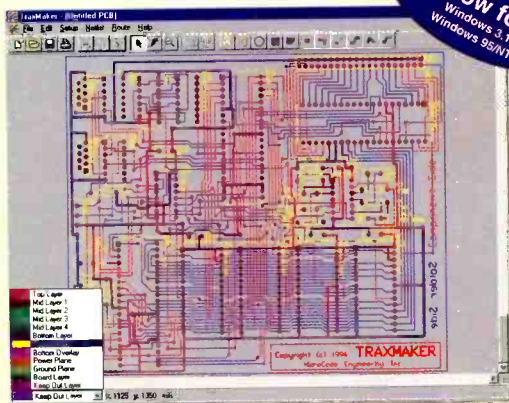 ow fo
Windows 3.1
Windows 95/NT
TraxMaker - [Untitled PCB]
File Edit Setup Netlist Route Help
Top Layer
Mid Layer 1
Mid Layer 2
Mid Layer 3
Mid Layer 4
Bottom Layer
Bottom Overlay
Power Plane
Ground Plane
Board Layer
Keep Out Layer
Keep Out Layer x: 1125 y: 1350 mils
Copyright (c) 1994 TRAXMAKER
MicroCode Engineering Inc